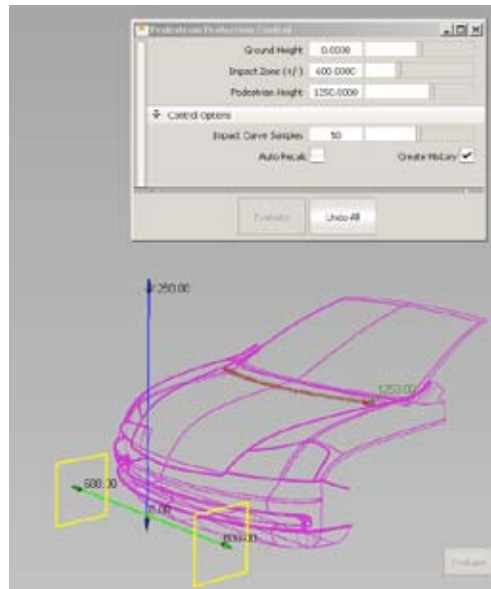 Pedestrian Protection Control
Ground Height 0.0000
Impact Zone (+/) 600.0000
Pedestrian Height 1250.0000
Control Options
Impact Curve Samples 50
Auto Recalc
Create History
Evaluate Undo All
1250.00
1250.00
600.00
0.00
600.00
Evaluate